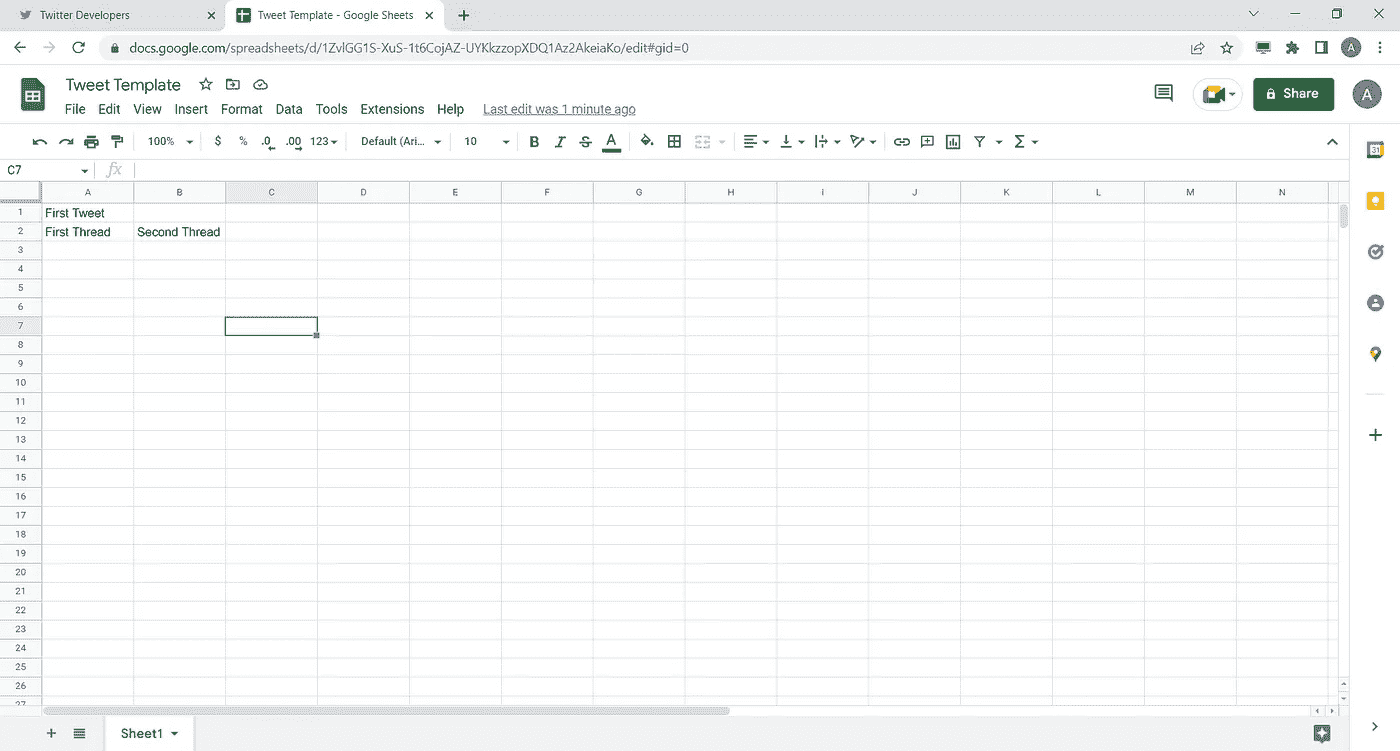 Twitter Developers
Tweet Template - Google Sheets
docs.google.com/spreadsheets/d/1ZvlGG1S-XuS-1t6CojAZ-UYKkzzopXDQ1Az2AkeiaKo/edit#gid=0
A
Tweet Template
File Edit View Insert Format Data Tools Extensions Help Last edit was 1 minute ago
Share
A
100% $ % .0 .00 123 Default (Ari... 10 B I S A Σ
31
C7 fx
A B C D E F G H I J K L M N
1 First Tweet
2 First Thread Second Thread
3
4
5
6
7
8
9
10
11
12
13
14
15
16
17
18
19
20
21
22
23
24
25
26
27
Sheet1